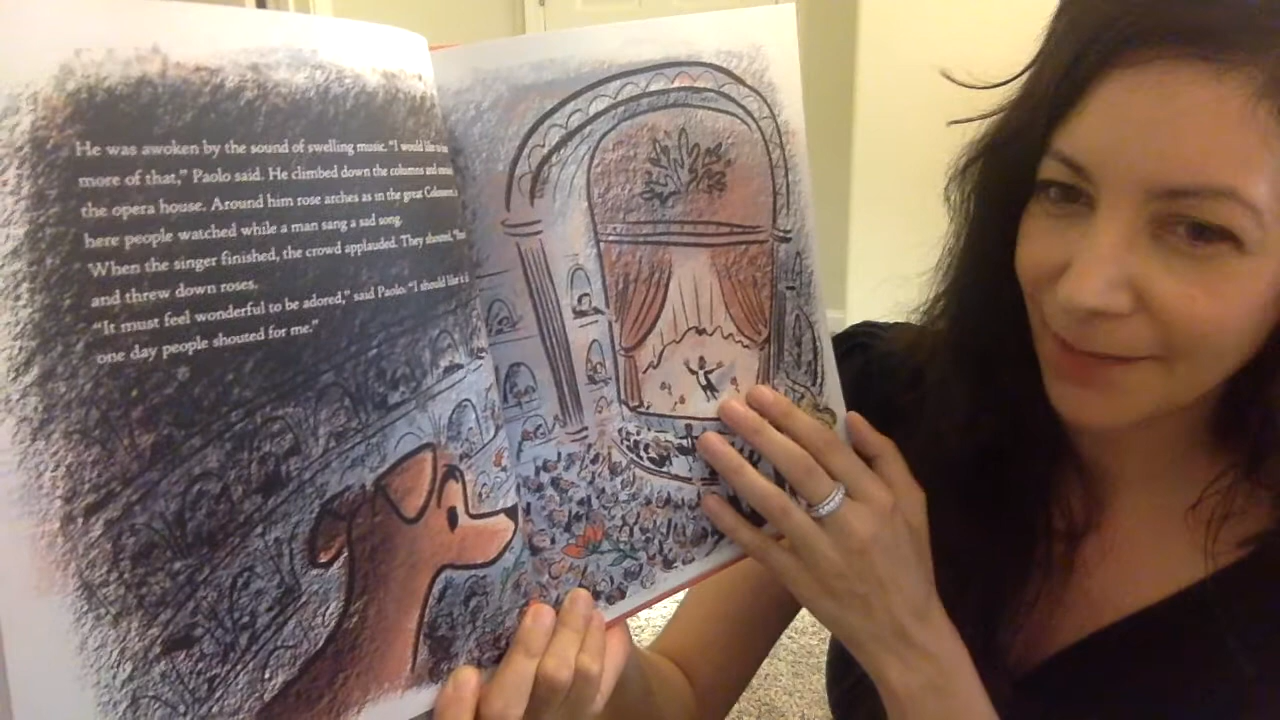 He was awoken by the sound of swelling music. "I would like to
more of that," Paolo said. He climbed down the columns and
the opera house. Around him rose arches as in the great
here people watched while a man sang a sad song.
When the singer finished, the crowd applauded. They shouted,
and threw down roses.
"It must feel wonderful to be adored," said Paolo. "I should like it if
one day people shouted for me."